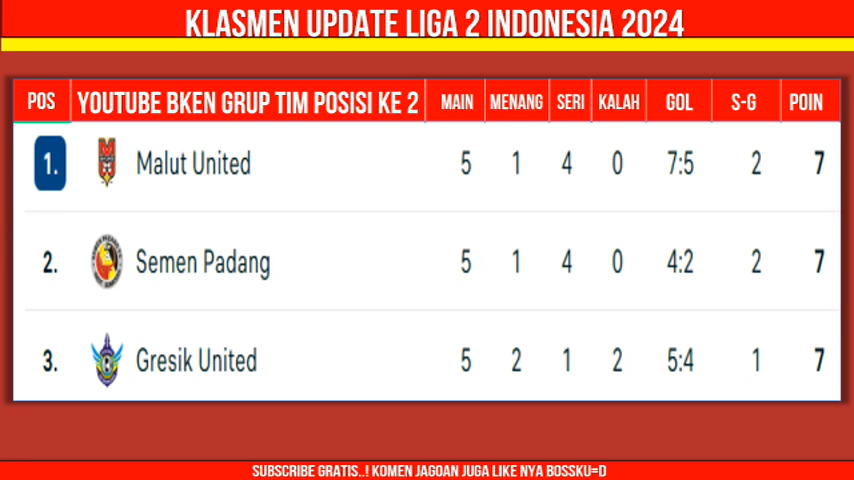 KLASMEN UPDATE LIGA 2 INDONESIA 2024
POS YOUTUBE BKEN GRUP TIM POSISI KE 2 MAIN MENANG SERI KALAH GOL S-G POIN
1. Malut United 5 1 4 0 7:5 2 7
2. Semen Padang 5 1 4 0 4:2 2 7
3. Gresik United 5 2 1 2 5:4 1 7
SUBSCRIBE GRATIS..! KOMEN JAGOAN JUGA LIKE NYA BOSSKU=D